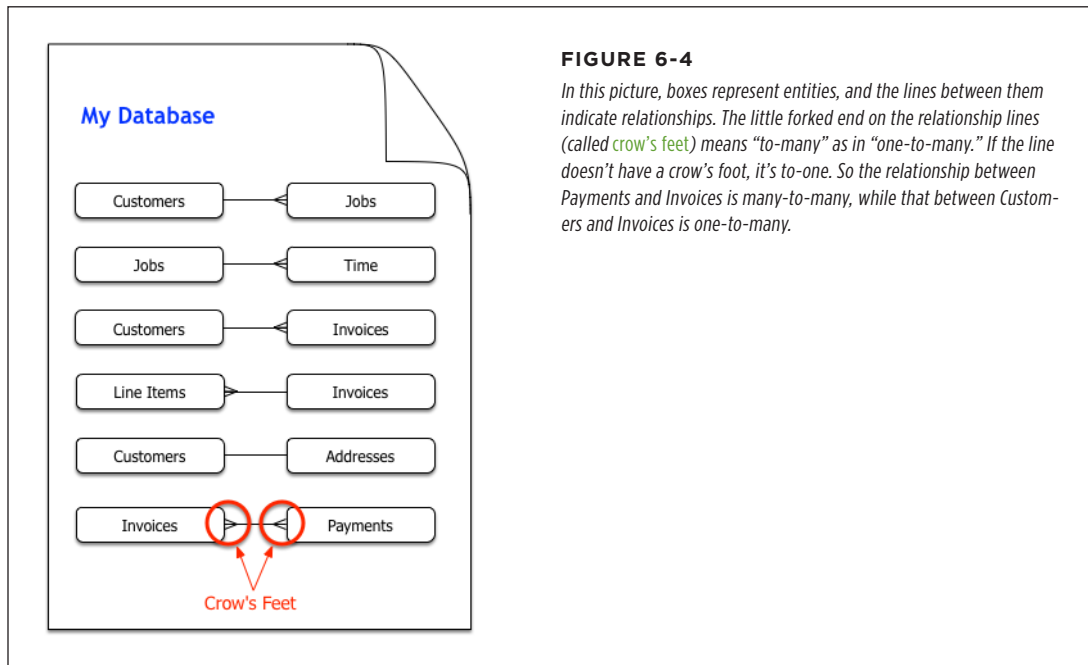 My Database
Customers
Jobs
Jobs
Time
Customers
Invoices
Line Items
Invoices
Customers
Addresses
Invoices
Payments
Crow's Feet
FIGURE 6-4
In this picture, boxes represent entities, and the lines between them
indicate relationships. The little forked end on the relationship lines
(called crow's feet) means “to-many” as in “one-to-many.” If the line
doesn't have a crow's foot, it's to-one. So the relationship between
Payments and Invoices is many-to-many, while that between Custom-
ers and Invoices is one-to-many.